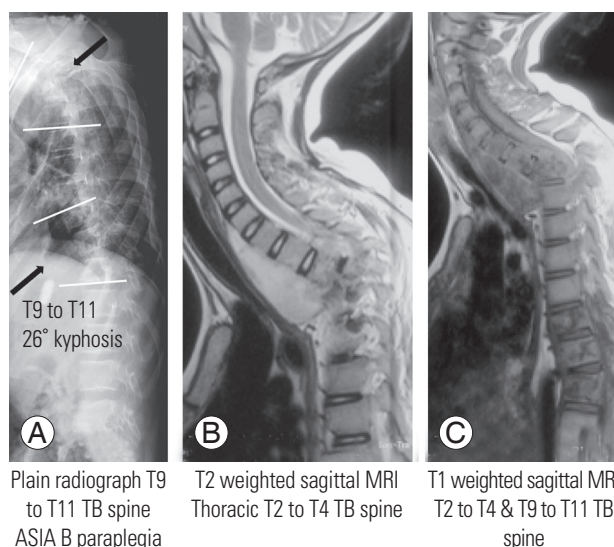 T9 to T11
26° kyphosis
A
B
C
Plain radiograph T9
to T11 TB spine
ASIA B paraplegia
T2 weighted sagittal MRI
Thoracic T2 to T4 TB spine
T1 weighted sagittal MR
T2 to T4 & T9 to T11 TB
spine